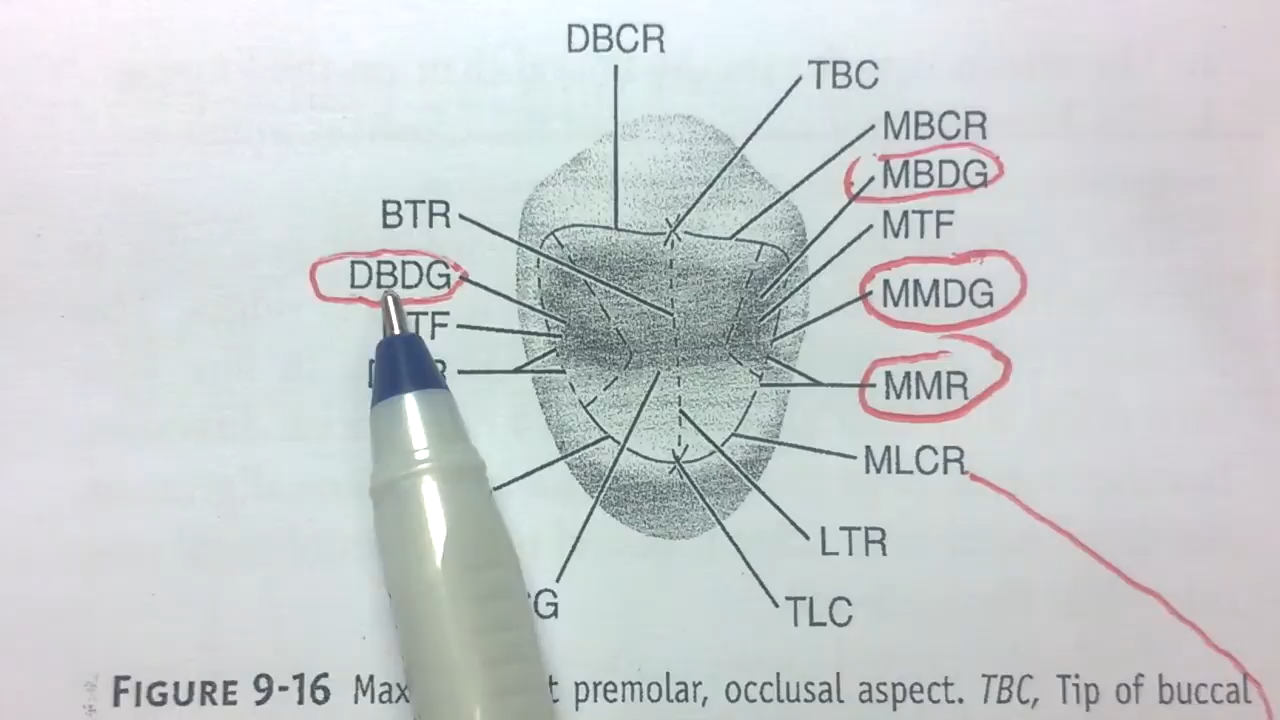 DBCR
TBC
MBCR
MBDG
BTR
MTF
DBDG
MMDG
TF
MMR
MLCR
LTR
G
TLC
FIGURE 9-16 Max t premolar, occlusal aspect. TBC, Tip of buccal